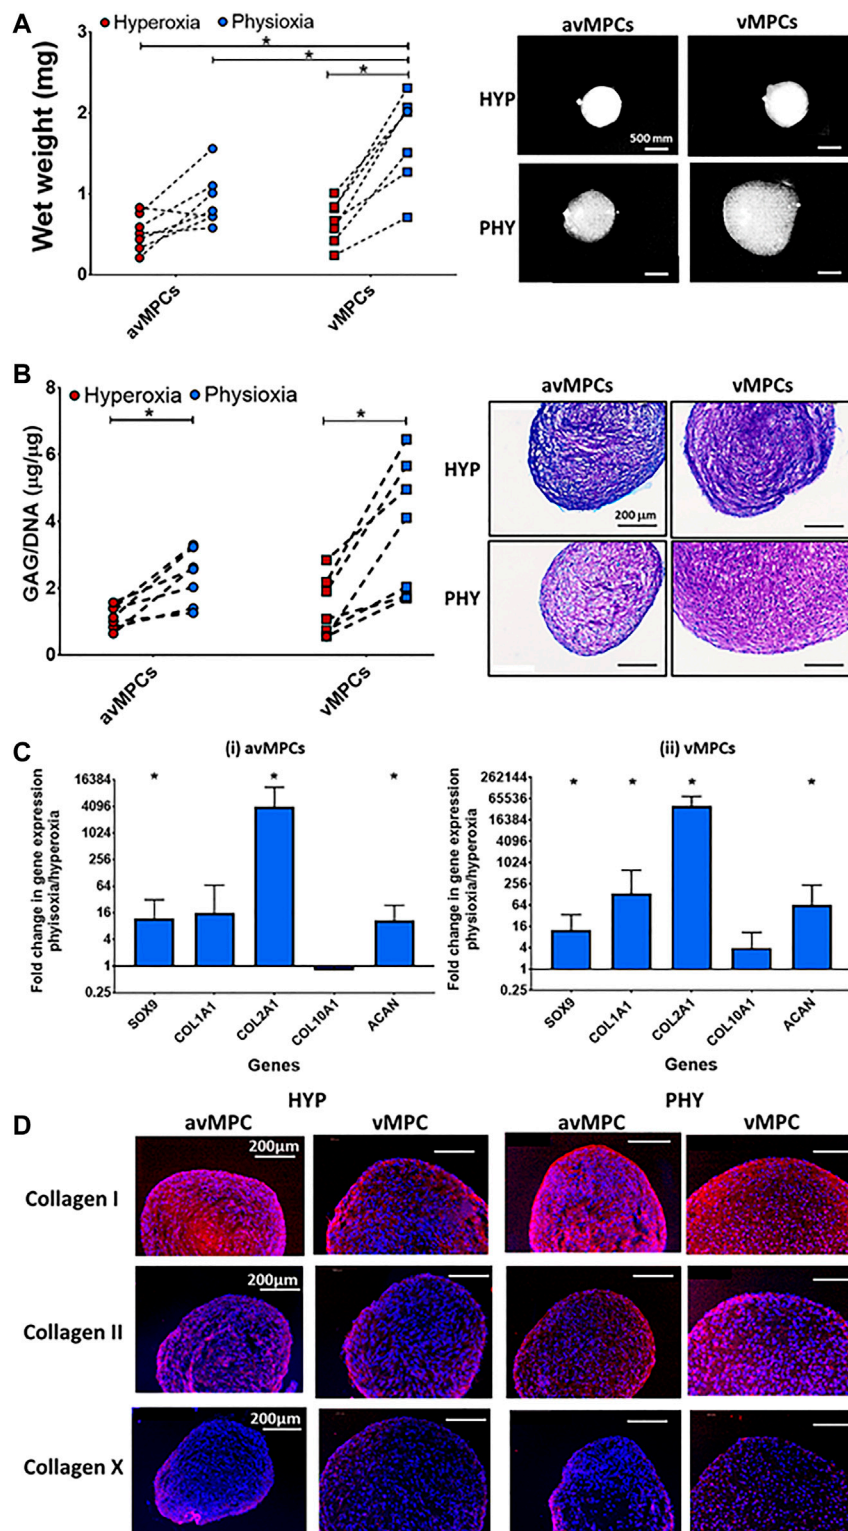 A
Hyperoxia Physioxia
Wet weight (mg)
3
2
1
0
* * *
avMPCs
vMPCs
avMPCs vMPCs
HYP
500 mm
PHY
B
Hyperoxia Physioxia
GAG/DNA (µg/µg)
8
6
4
2
0
* *
avMPCs
vMPCs
avMPCs vMPCs
HYP
200 µm
PHY
C
(i) avMPCs
Fold change in gene expression
phyisoxia/hyperoxia
16384
4096
1024
256
64
16
4
1
0.25
* * *
SOX9
COL1A1
COL2A1
COL10A1
ACAN
Genes
(ii) vMPCs
Fold change in gene expression
physioxia/hyperoxia
262144
65536
16384
4096
1024
256
64
16
4
1
0.25
* * * *
SOX9
COL1A1
COL2A1
COL10A1
ACAN
Genes
D
HYP PHY
avMPC vMPC avMPC vMPC
Collagen I
200µm
Collagen II
200µm
Collagen X
200µm